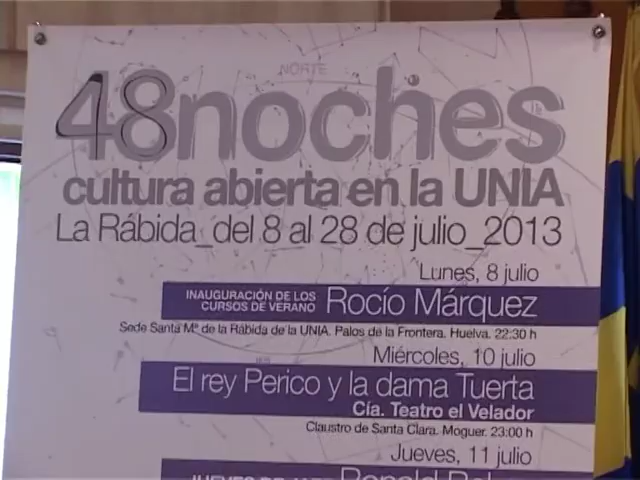 NORTE
48noches
cultura abierta en la UNIA
La Rábida_del 8 al 28 de julio_2013
Lunes, 8 julio
INAUGURACIÓN DE LOS
CURSOS DE VERANO
Rocío Márquez
Sede Santa Mª de la Rábida de la UNIA. Palos de la Frontera. Huelva. 22:30 h
Miércoles, 10 julio
El rey Perico y la dama Tuerta
Cía. Teatro el Velador
Claustro de Santa Clara. Moguer. 23:00 h
Jueves, 11 julio